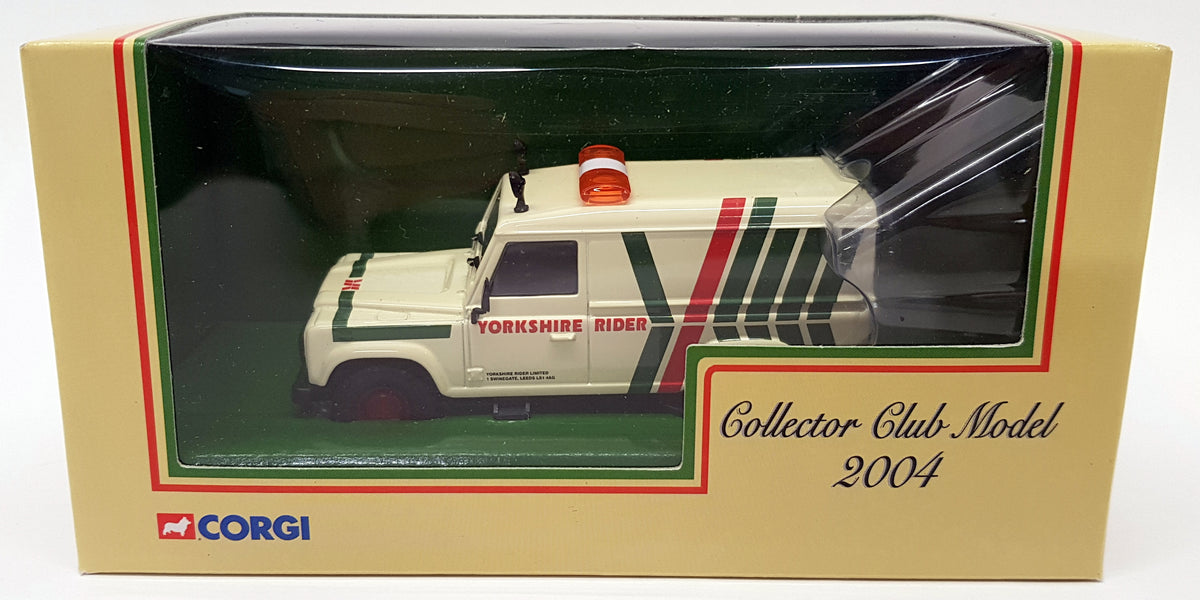 YORKSHIRE RIDER
YORKSHIRE RIDER LIMITED
1 SWINEGATE, LEEDS LS1 4AG
Collector Club Model
2004
CORGI